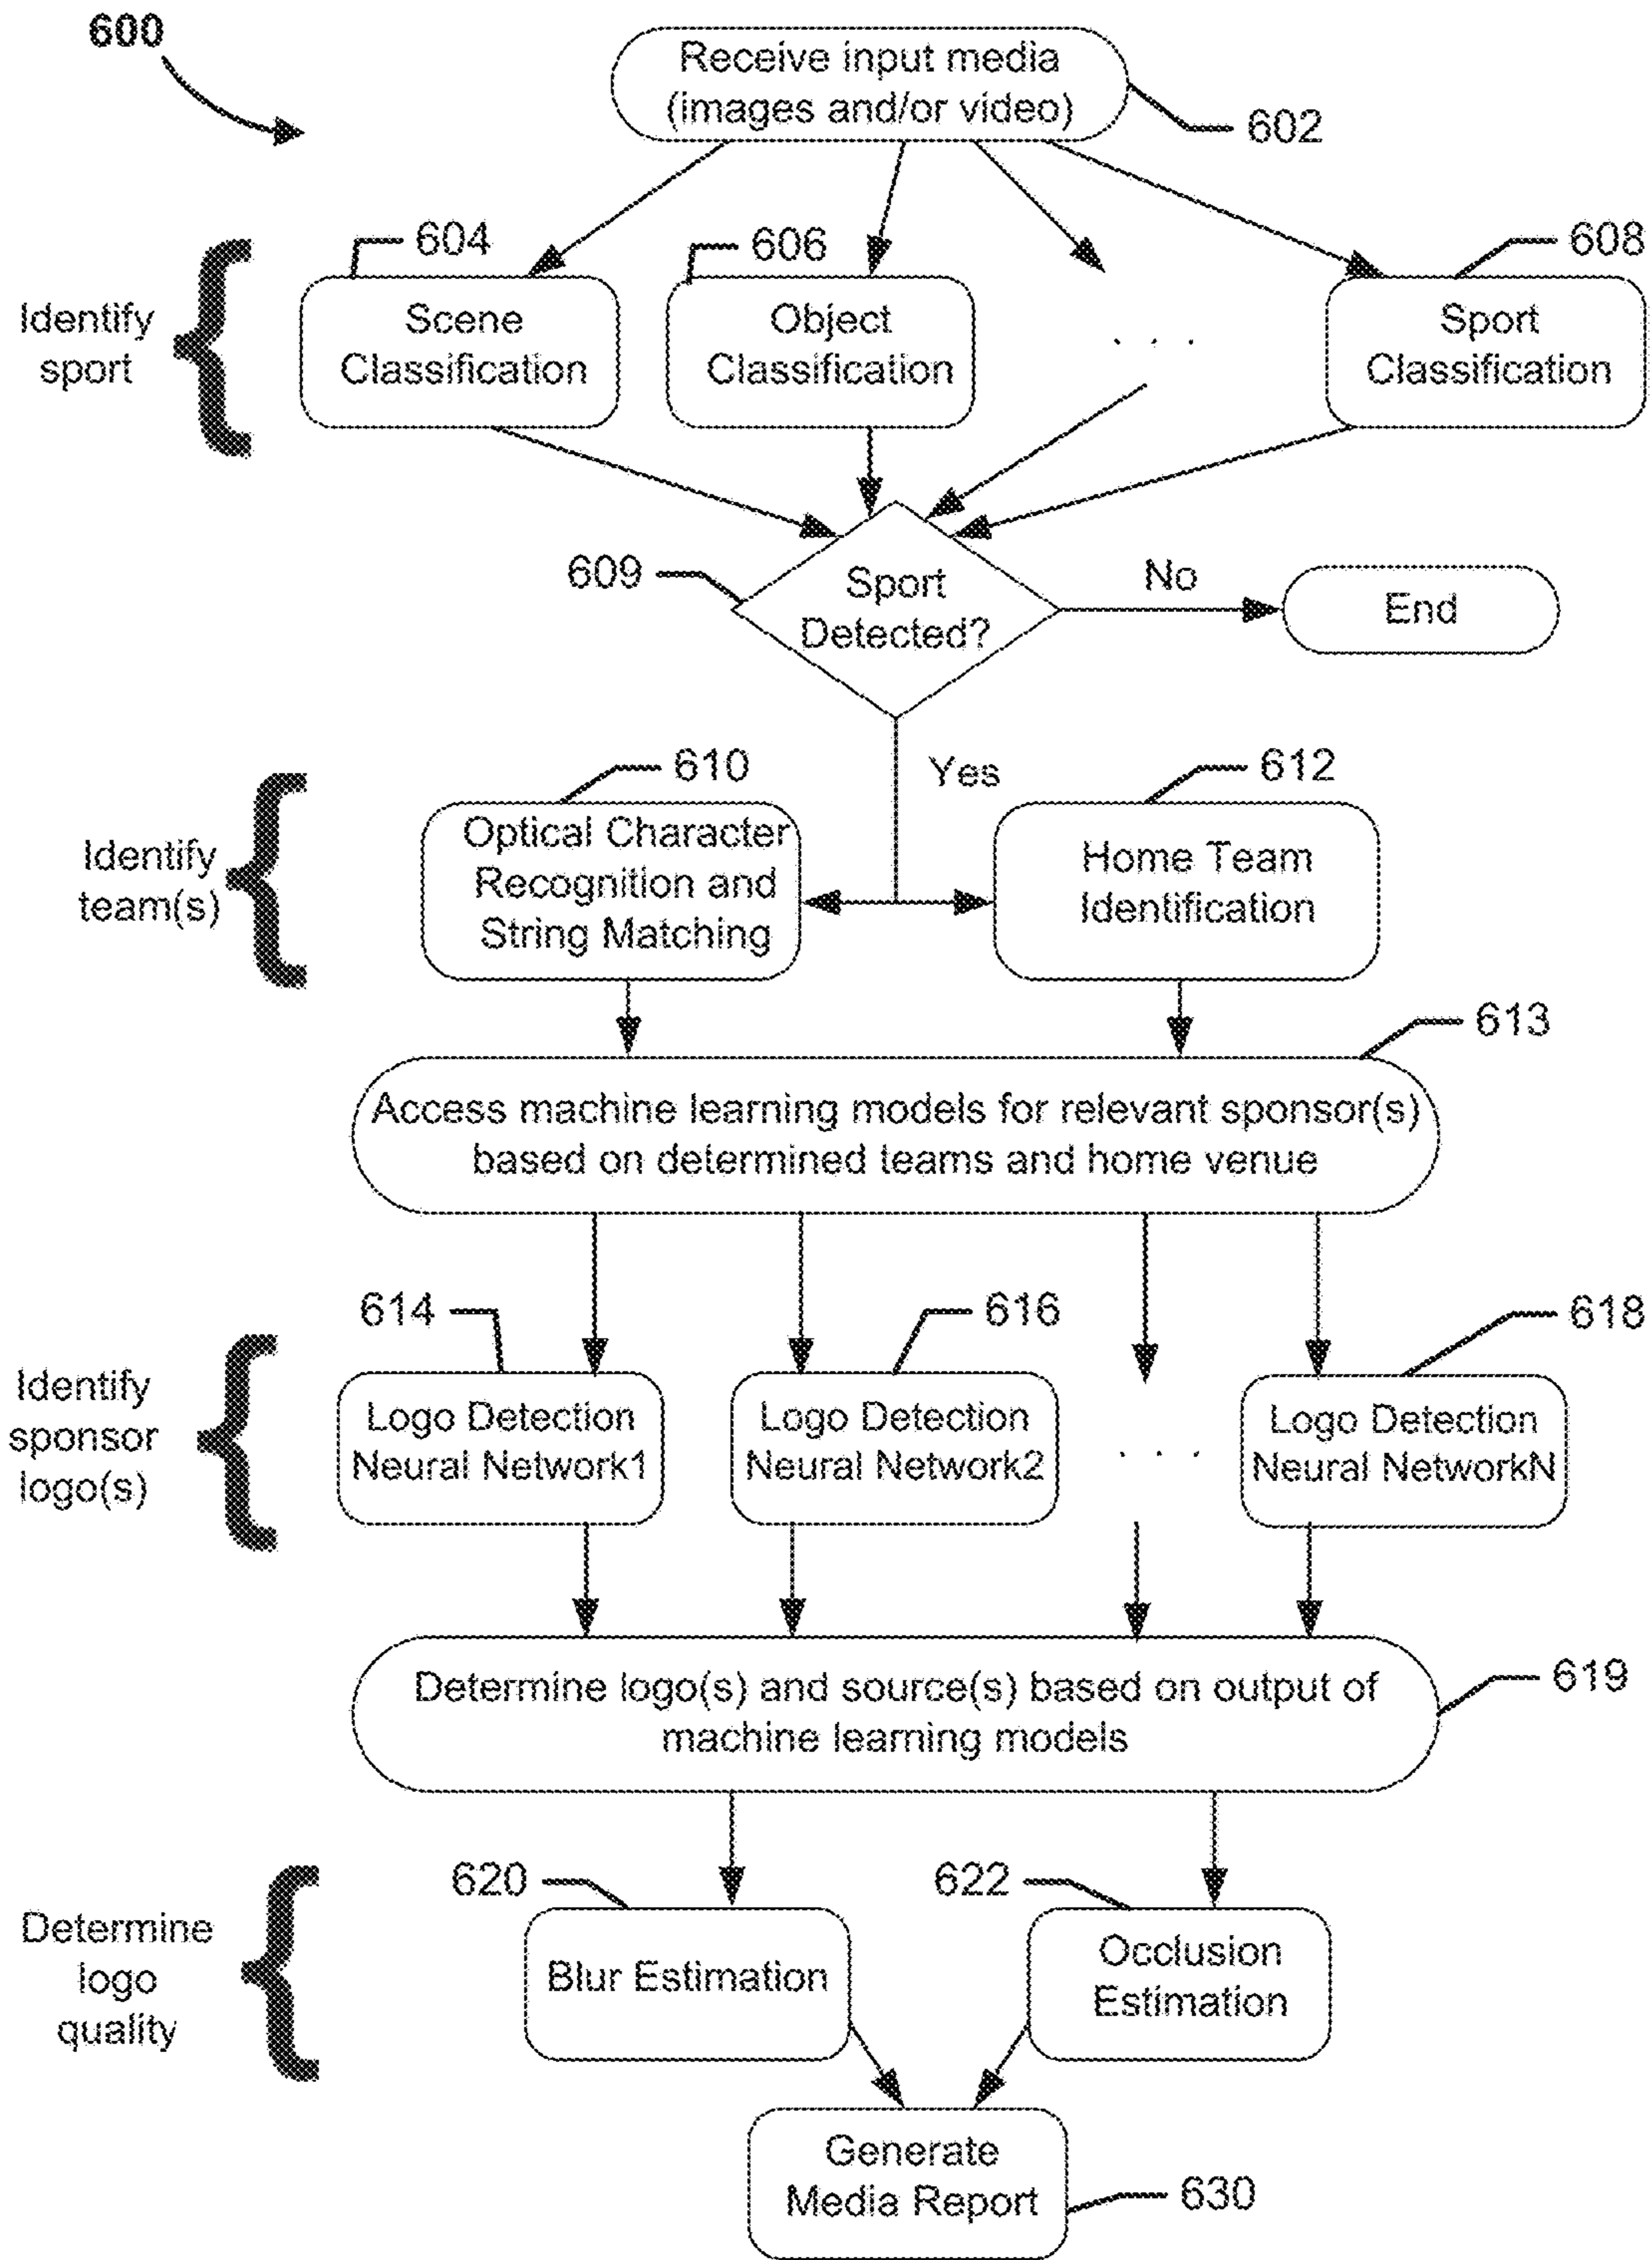 600
Receive input media
(images and/or video)
602
604
606
608
Identify
sport
Scene
Classification
Object
Classification
. . .
Sport
Classification
609
Sport
Detected?
No
End
Yes
610
612
Identify
team(s)
Optical Character
Recognition and
String Matching
Home Team
Identification
613
Access machine learning models for relevant sponsor(s)
based on determined teams and home venue
614
616
618
Identify
sponsor
logo(s)
Logo Detection
Neural Network1
Logo Detection
Neural Network2
. . .
Logo Detection
Neural NetworkN
Determine logo(s) and source(s) based on output of
machine learning models
619
620
622
Determine
logo
quality
Blur Estimation
Occlusion
Estimation
Generate
Media Report
630